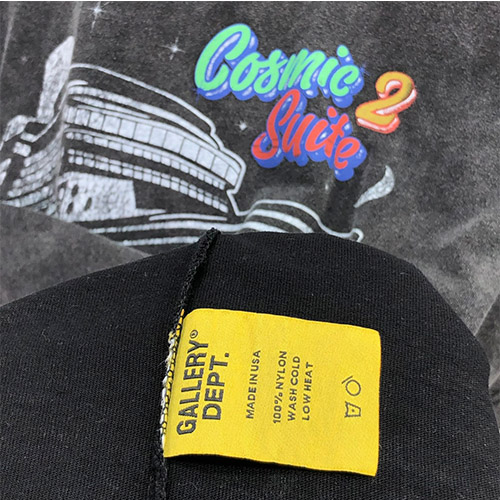 Cosmic
Suite 2
GALLERY
DEPT.®
MADE IN USA
100% NYLON
WASH COLD
LOW HEAT